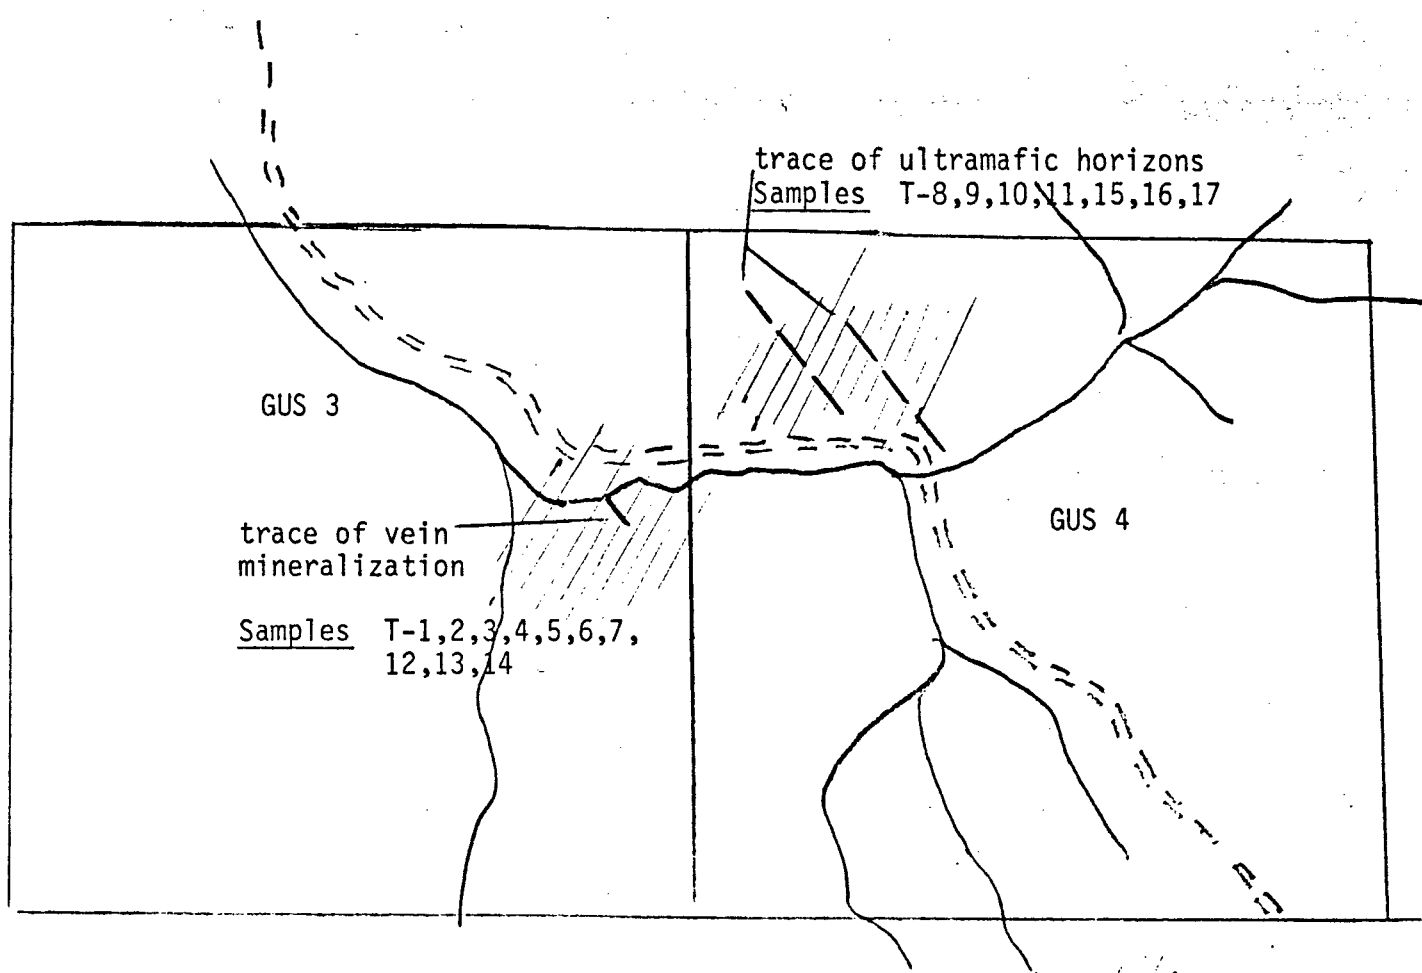 trace of ultramafic horizons
Samples T-8,9,10,11,15,16,17
GUS 3
GUS 4
trace of vein
mineralization
Samples T-1,2,3,4,5,6,7,
12,13,14